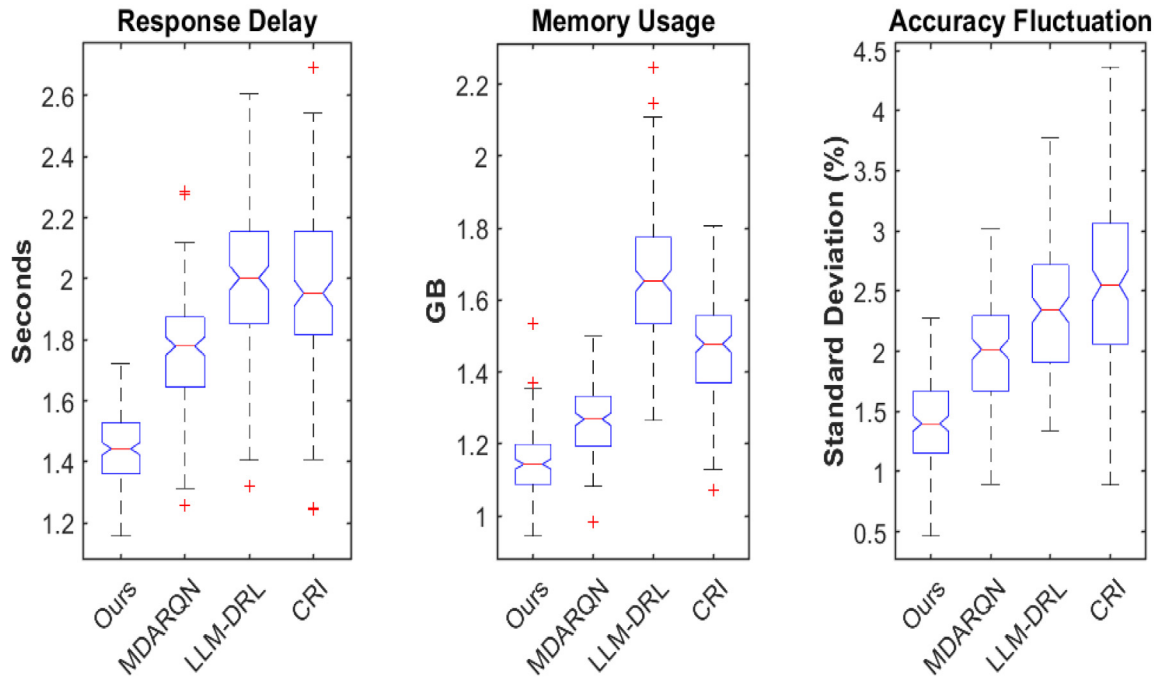 Response Delay
Seconds
2.6
2.4
2.2
2
1.8
1.6
1.4
1.2
Ours
MDARQN
LLM-DRL
CRI
Memory Usage
GB
2.2
2
1.8
1.6
1.4
1.2
1
Ours
MDARQN
LLM-DRL
CRI
Accuracy Fluctuation
Standard Deviation (%)
4.5
4
3.5
3
2.5
2
1.5
1
0.5
Ours
MDARQN
LLM-DRL
CRI